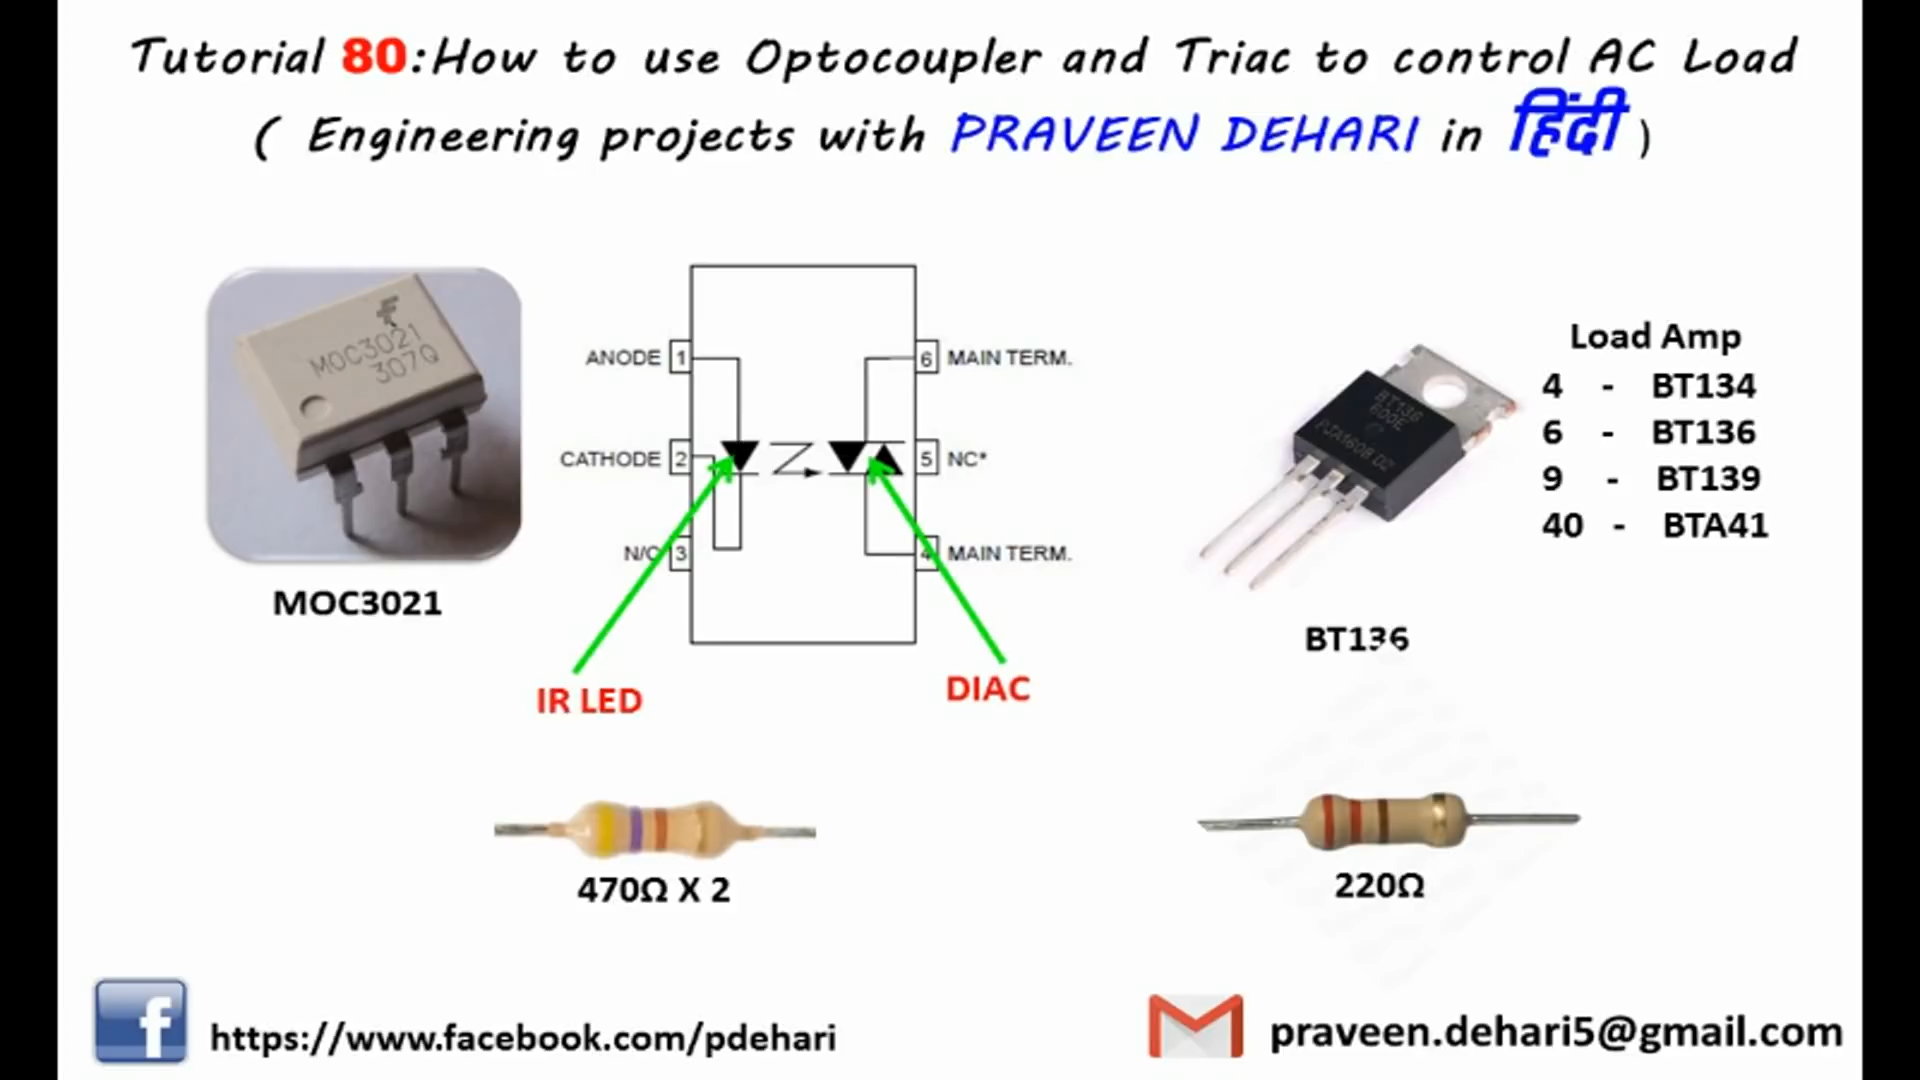 Tutorial 80:How to use Optocoupler and Triac to control AC Load
( Engineering projects with PRAVEEN DEHARI in हिंदी )
MOC3021
307Q
MOC3021
ANODE 1
CATHODE 2
N/C 3
6 MAIN TERM.
5 NC*
4 MAIN TERM.
IR LED
DIAC
BT136
600E
BT136
Load Amp
4 - BT134
6 - BT136
9 - BT139
40 - BTA41
470Ω X 2
220Ω
f https://www.facebook.com/pdehari
praveen.dehari5@gmail.com